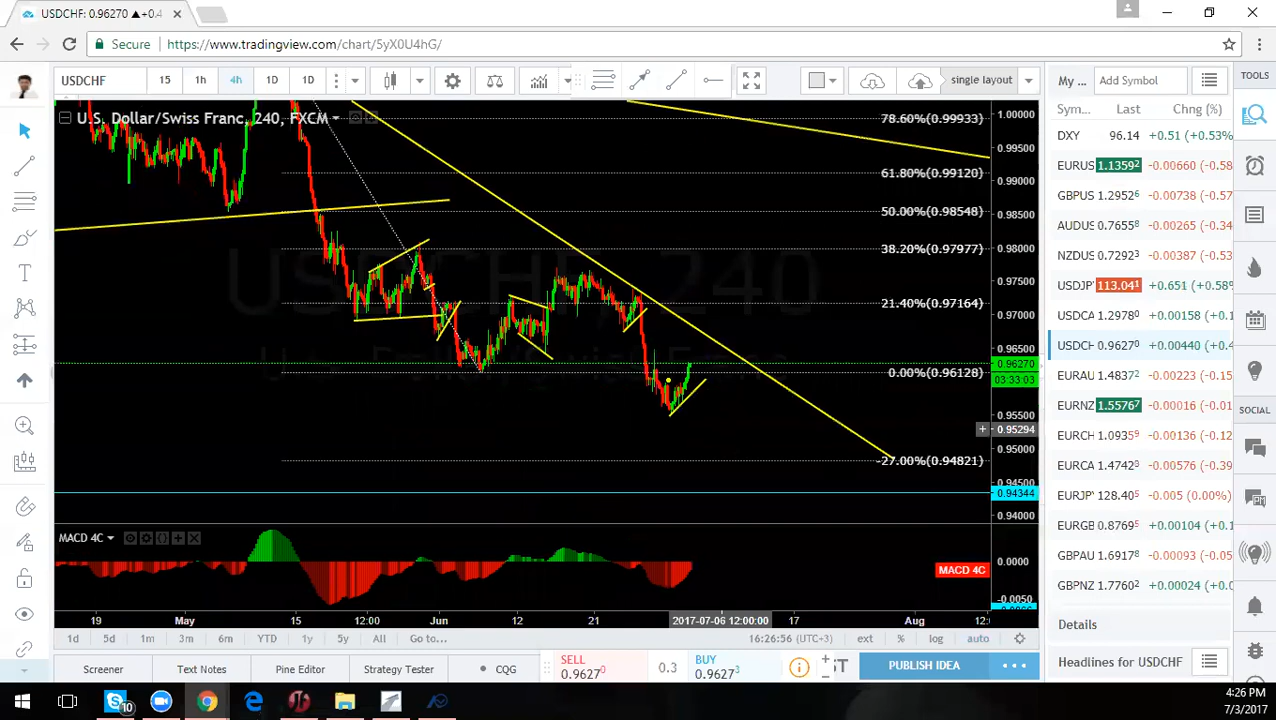 USDCHF: 0.96270 ▲+0.4
Secure https://www.tradingview.com/chart/5yX0U4hG/
USDCHF 15 1h 4h 1D 1D single layout My ... Add Symbol TOOLS
U.S. Dollar/Swiss Franc, 240, FXCM
Sym... Last Chng (%)
DXY 96.14 +0.51 (+0.53%
EURUS 1.1359² -0.00660 (-0.58
GBPUS 1.2952⁶ -0.00638 (-0.4
AUDUS 0.7655⁸ -0.00265 (-0.34
NZDUS 0.7292² -0.00387 (-0.53
USDJP 113.04¹ +0.651 (+0.58%
USDCA 1.2978⁰ +0.00158 (+0.1
USDCH 0.9627⁰ +0.00440 (+0.4
EURAU 1.4837² -0.00223 (-0.15
EURNZ 1.5576⁷ -0.00016 (-0.01
EURCH 1.0935⁹ -0.00136 (-0.12
EURCA 1.4742³ -0.00576 (-0.39
EURJP 128.40⁵ -0.005 (0.00%)
EURGB 0.8769⁵ +0.00104 (+0.1
GBPAU 1.6917⁸ -0.00093 (-0.05
GBPNZ 1.7760² +0.00024 (+0.0
Details
Headlines for USDCHF
SOCIAL
78.60%(0.99933)
61.80%(0.99120)
50.00%(0.98548)
38.20%(0.97977)
21.40%(0.97164)
0.00%(0.96128)
-27.00%(0.94821)
1.00000
0.99500
0.99000
0.98500
0.98000
0.97500
0.97000
0.96500
0.96270
03:33:03
0.95500
0.95294
0.95000
0.94500
0.94344
0.94000
USDCHF, 240
MACD 4C
0.0000
MACD 4C
-0.0050
19 May 15 12:00 Jun 12 21 2017-07-06 12:00:00 17 Aug 12:
1d 5d 1m 3m 6m YTD 1y 5y All Go to... 16:26:56 (UTC+3) ext % log auto
Screener Text Notes Pine Editor Strategy Tester CQG
SELL
0.9627⁰
0.3
BUY
0.9627³
ST
PUBLISH IDEA
10
4:26 PM
7/3/2017